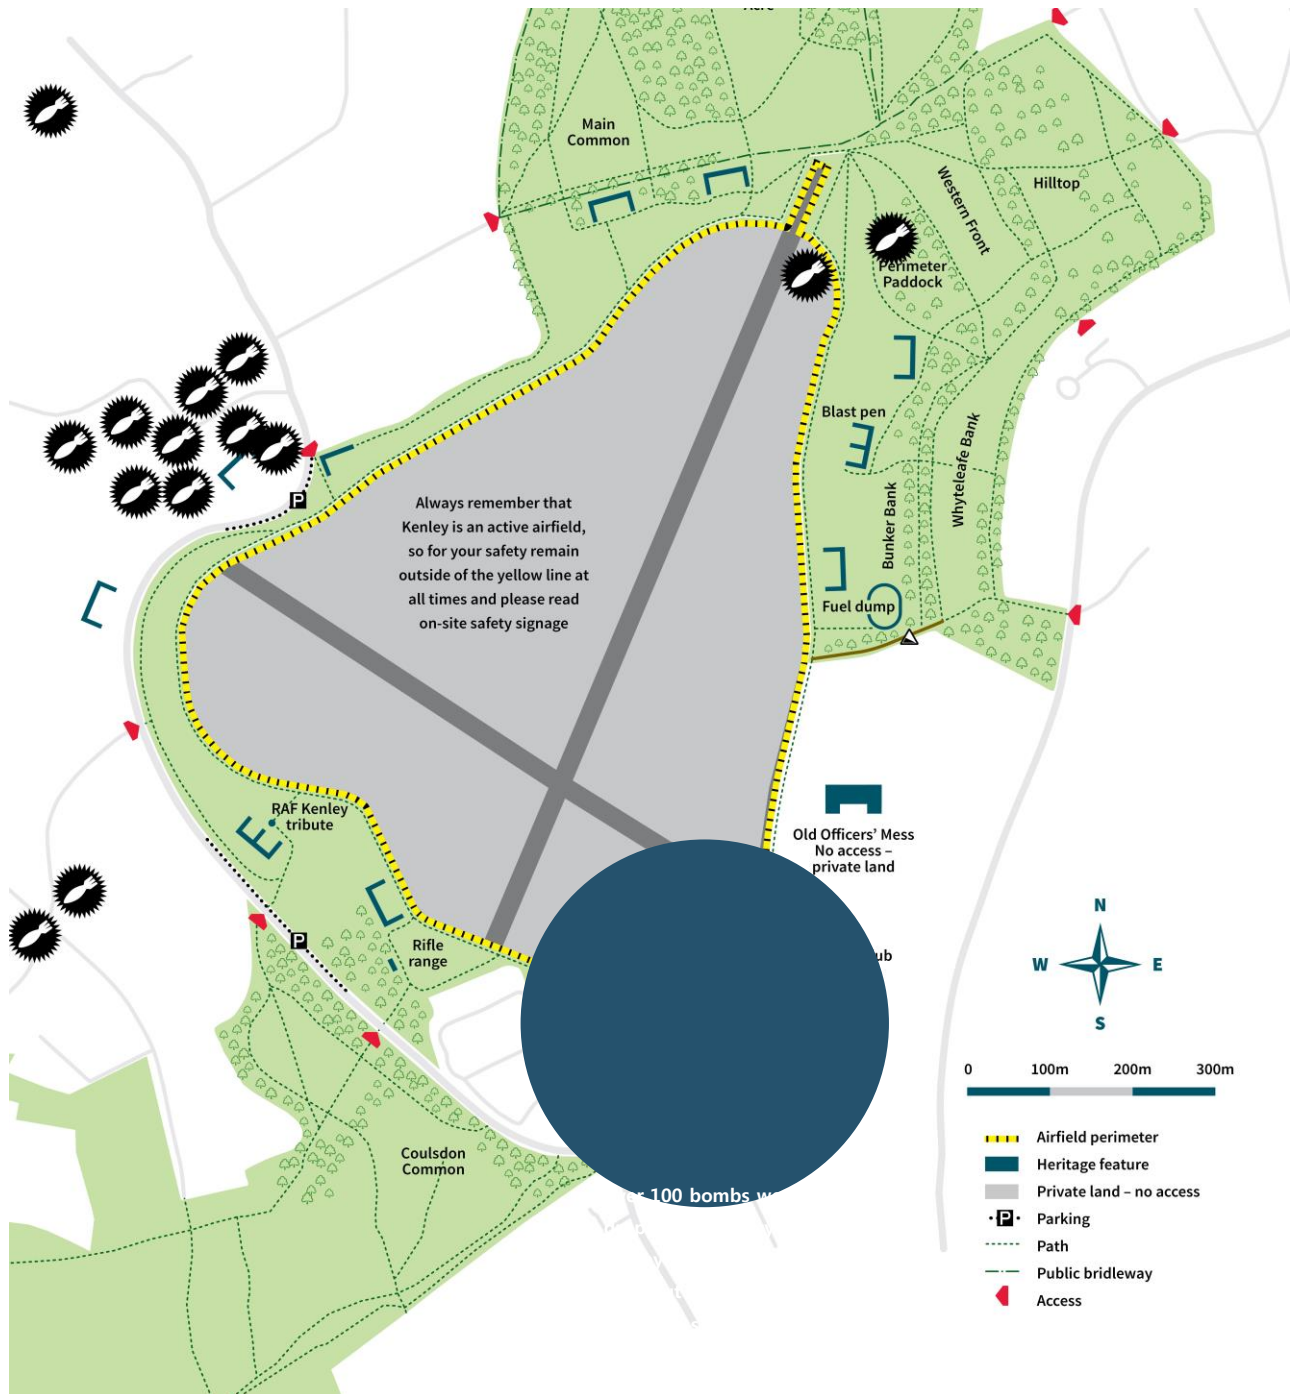 Main
Common
Western Front
Hilltop
Perimeter
Paddock
Blast pen
Whyteleafe Bank
Bunker Bank
Always remember that
Kenley is an active airfield,
so for your safety remain
outside of the yellow line at
all times and please read
on-site safety signage
P
Fuel dump
RAF Kenley
tribute
Old Officers’ Mess
No access –
private land
P
Rifle
range
N
W E
S
0 100m 200m 300m
Coulsdon
Common
Airfield perimeter
Heritage feature
Private land – no access
P Parking
Path
Public bridleway
Access
100 bombs